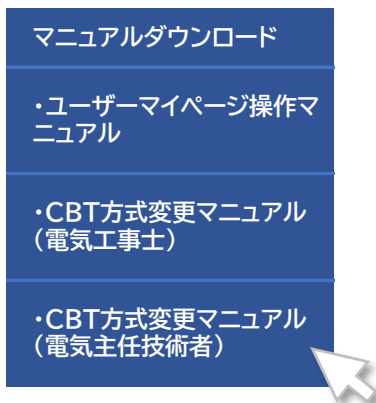 マニュアルダウンロード
・ユーザーマイページ操作マ
ニュアル
・CBT方式変更マニュアル
（電気工事士）
・CBT方式変更マニュアル
（電気主任技術者）